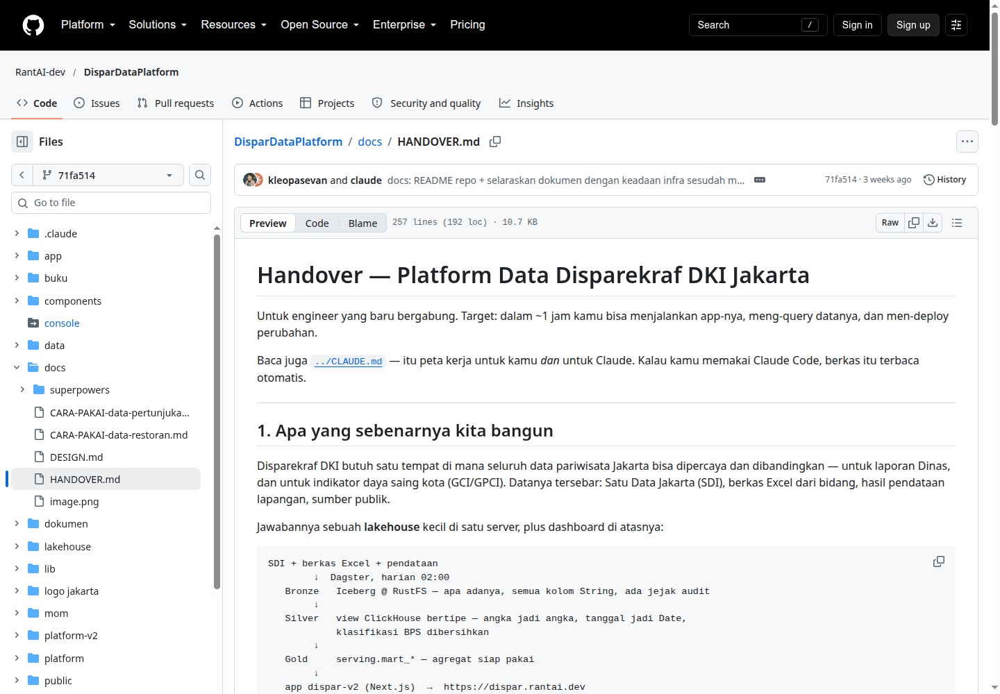 Platform
Solutions
Resources
Open Source
Enterprise
Pricing
Search
/
Sign in
Sign up
RantAI-dev / DisparDataPlatform
Code
Issues
Pull requests
Actions
Projects
Security and quality
Insights
Files
71fa514
Go to file
.claude
app
buku
components
console
data
docs
superpowers
CARA-PAKAI-data-pertunjuka...
CARA-PAKAI-data-restoran.md
DESIGN.md
HANDOVER.md
image.png
dokumen
lakehouse
lib
logo jakarta
mom
platform-v2
platform
public
DisparDataPlatform / docs / HANDOVER.md
kleopasevan and claude docs: README repo + selaraskan dokumen dengan keadaan infra sesudah m...
71fa514 · 3 weeks ago
History
Preview
Code
Blame
257 lines (192 loc) · 10.7 KB
Raw
Handover — Platform Data Disparekraf DKI Jakarta
Untuk engineer yang baru bergabung. Target: dalam ~1 jam kamu bisa menjalankan app-nya, meng-query datanya, dan men-deploy
perubahan.
Baca juga ../CLAUDE.md — itu peta kerja untuk kamu dan untuk Claude. Kalau kamu memakai Claude Code, berkas itu terbaca
otomatis.
1. Apa yang sebenarnya kita bangun
Disparekraf DKI butuh satu tempat di mana seluruh data pariwisata Jakarta bisa dipercaya dan dibandingkan — untuk laporan Dinas,
dan untuk indikator daya saing kota (GCI/GPCI). Datanya tersebar: Satu Data Jakarta (SDI), berkas Excel dari bidang, hasil pendataan
lapangan, sumber publik.
Jawabannya sebuah lakehouse kecil di satu server, plus dashboard di atasnya:
SDI + berkas Excel + pendataan
↓ Dagster, harian 02:00
Bronze Iceberg @ RustFS — apa adanya, semua kolom String, ada jejak audit
↓
Silver view ClickHouse bertipe — angka jadi angka, tanggal jadi Date,
klasifikasi BPS dibersihkan
↓
Gold serving.mart_* — agregat siap pakai
↓
app dispar-v2 (Next.js) → https://dispar.rantai.dev